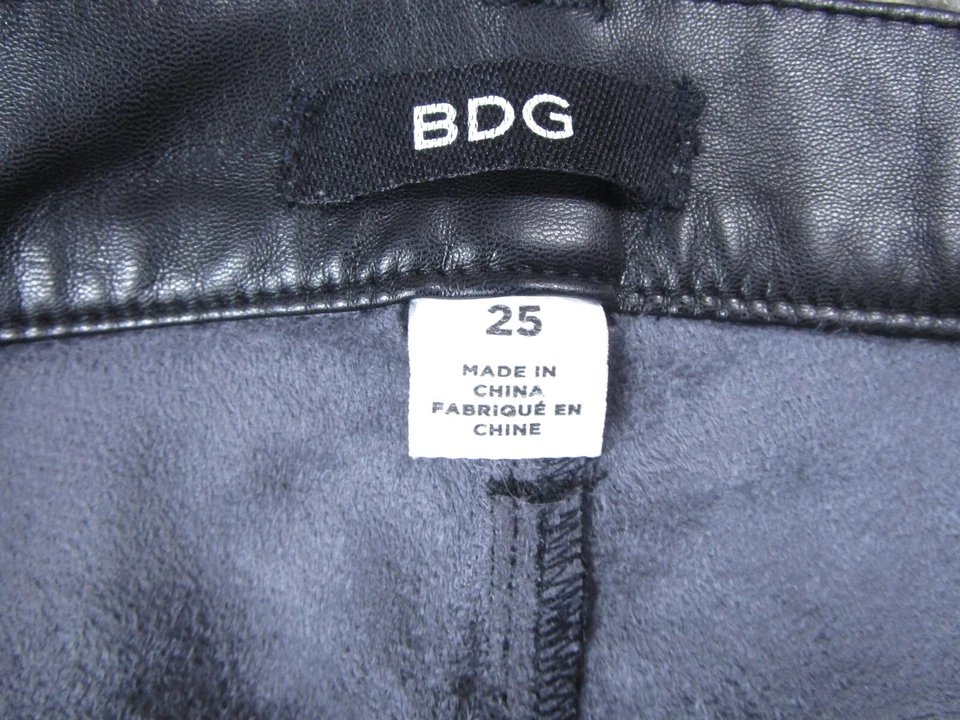 BDG
25
MADE IN
CHINA
FABRIQUÉ EN
CHINE